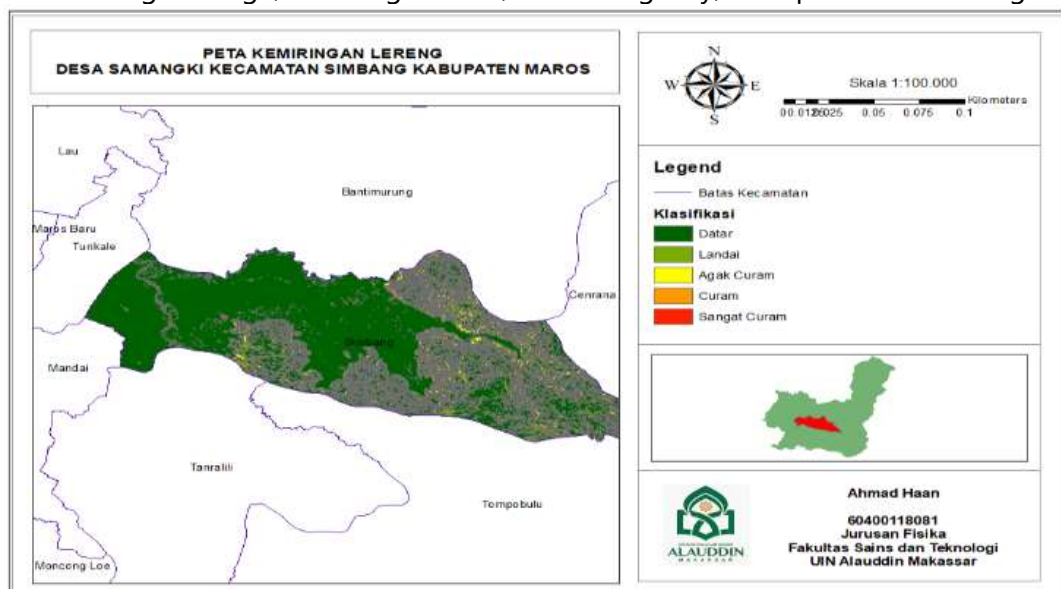 PETA KEMIRINGAN LERENG
DESA SAMANGKI KECAMATAN SIMBANG KABUPATEN MAROS
Lau
Bantimurung
Maros Baru
Turikale
Cenrana
Simbang
Mandai
Tanralili
Tompobulu
Moncong Loe
N
W
E
S
Skala 1:100.000
Kilometers
0.05 0.075 0.1
Legend
Batas Kecamatan
Klasifikasi
Datar
Landai
Agak Curam
Curam
Sangat Curam
ALAUDDIN
MAKASSAR
Ahmad Haan
60400118081
Jurusan Fisika
Fakultas Sains dan Teknologi
UIN Alauddin Makassar